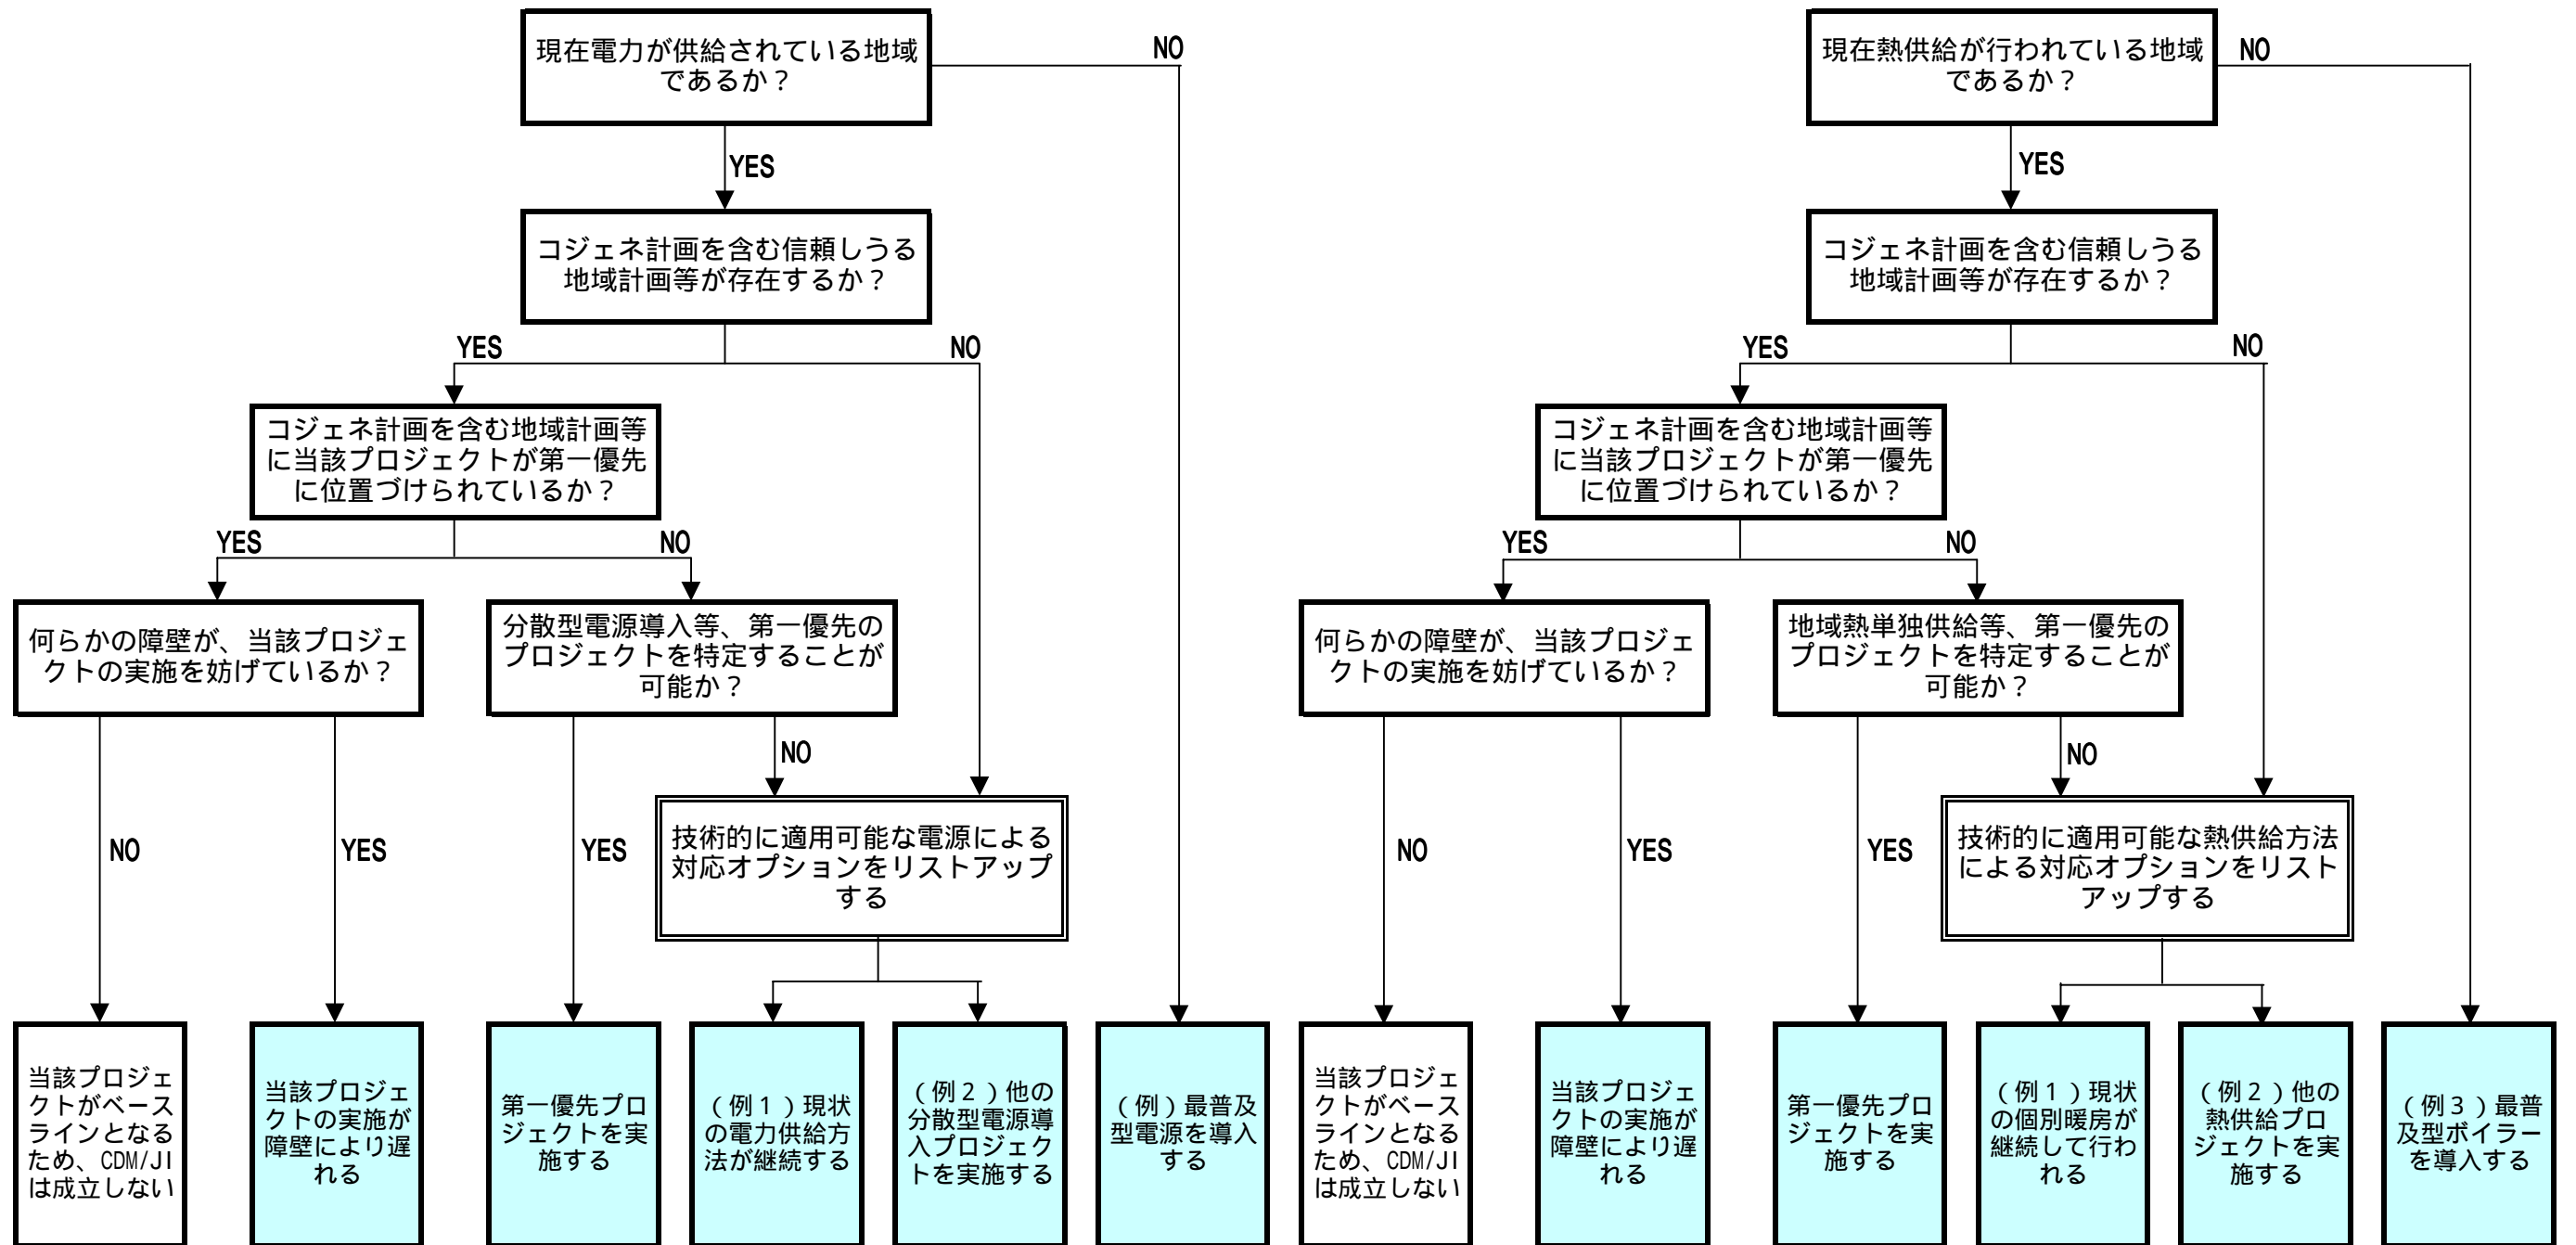 現在電力が供給されている地域
であるか？
NO
YES
コジェネ計画を含む信頼しうる
地域計画等が存在するか？
YES
NO
コジェネ計画を含む地域計画等
に当該プロジェクトが第一優先
に位置づけられているか？
YES
NO
何らかの障壁が、当該プロジェ
クトの実施を妨げているか？
分散型電源導入等、第一優先の
プロジェクトを特定することが
可能か？
NO
YES
YES
NO
技術的に適用可能な電源による
対応オプションをリストアップ
する
当該プロジェ
クトがベース
ラインとなる
ため、CDM/JI
は成立しない
当該プロジェ
クトの実施が
障壁により遅
れる
第一優先プロ
ジェクトを実
施する
（例１）現状
の電力供給方
法が継続する
（例２）他の
分散型電源導
入プロジェク
トを実施する
（例）最普及
型電源を導入
する
現在熱供給が行われている地域
であるか？
NO
YES
コジェネ計画を含む信頼しうる
地域計画等が存在するか？
YES
NO
コジェネ計画を含む地域計画等
に当該プロジェクトが第一優先
に位置づけられているか？
YES
NO
何らかの障壁が、当該プロジェ
クトの実施を妨げているか？
地域熱単独供給等、第一優先の
プロジェクトを特定することが
可能か？
NO
YES
YES
NO
技術的に適用可能な熱供給方法
による対応オプションをリスト
アップする
当該プロジェ
クトがベース
ラインとなる
ため、CDM/JI
は成立しない
当該プロジェ
クトの実施が
障壁により遅
れる
第一優先プロ
ジェクトを実
施する
（例１）現状
の個別暖房が
継続して行わ
れる
（例２）他の
熱供給プロ
ジェクトを実
施する
（例３）最普
及型ボイラー
を導入する